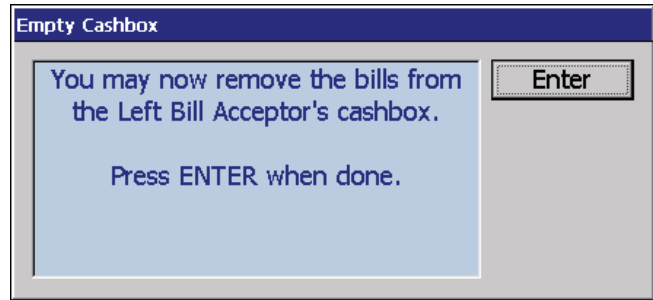 Empty Cashbox
You may now remove the bills from
the Left Bill Acceptor's cashbox.
Press ENTER when done.
Enter